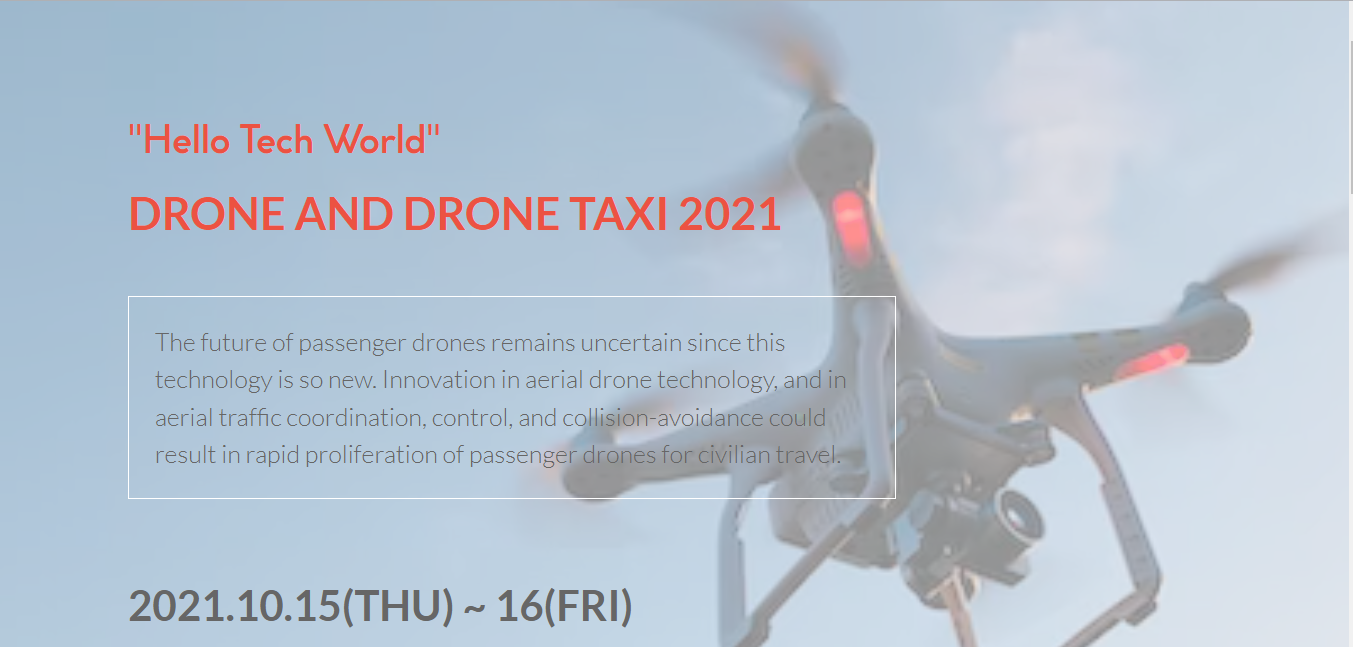 "Hello Tech World"
DRONE AND DRONE TAXI 2021
The future of passenger drones remains uncertain since this
technology is so new. Innovation in aerial drone technology, and in
aerial traffic coordination, control, and collision-avoidance could
result in rapid proliferation of passenger drones for civilian travel.
2021.10.15(THU) ~ 16(FRI)